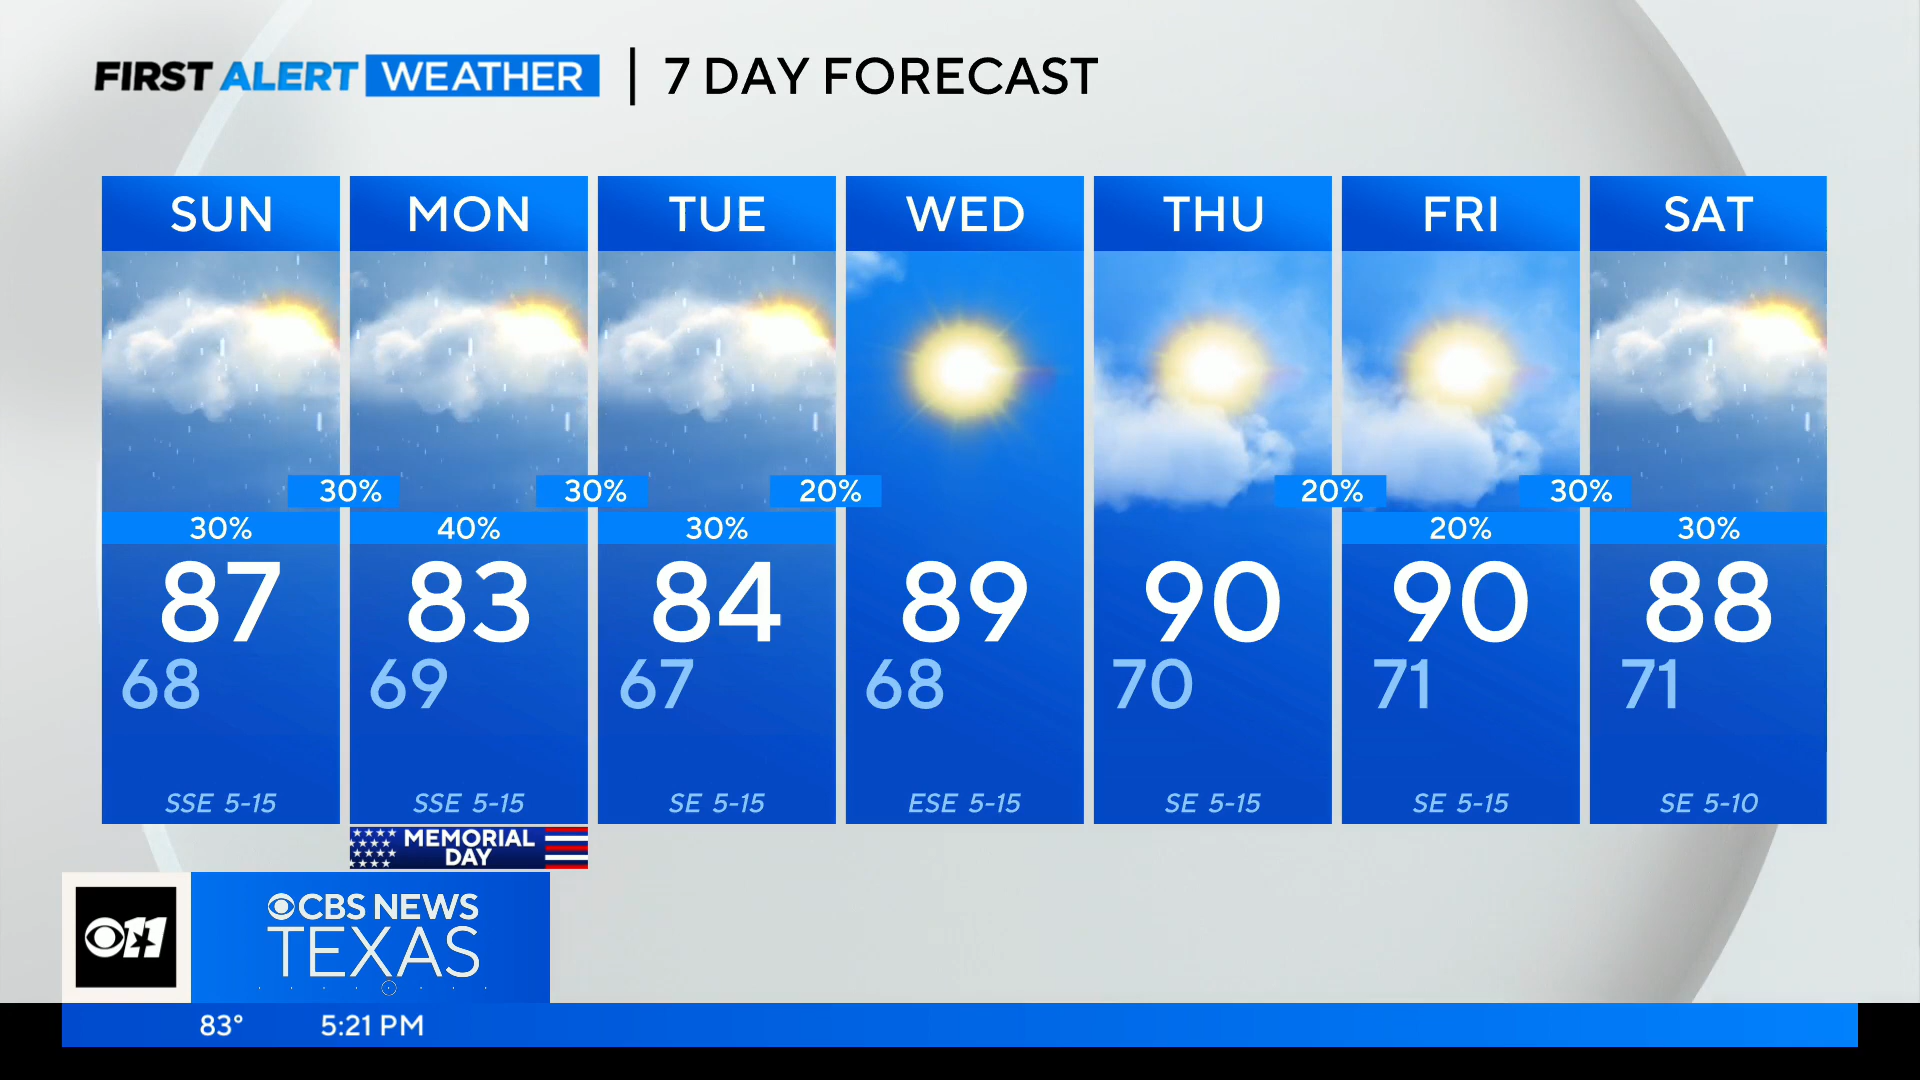 FIRST ALERT WEATHER | 7 DAY FORECAST
SUN MON TUE WED THU FRI SAT
30% 30% 20% 20% 30%
30% 40% 30% 20% 30%
87 83 84 89 90 90 88
68 69 67 68 70 71 71
SSE 5-15 SSE 5-15 SE 5-15 ESE 5-15 SE 5-15 SE 5-15 SE 5-10
MEMORIAL
DAY
11
CBS NEWS
TEXAS
83° 5:21 PM